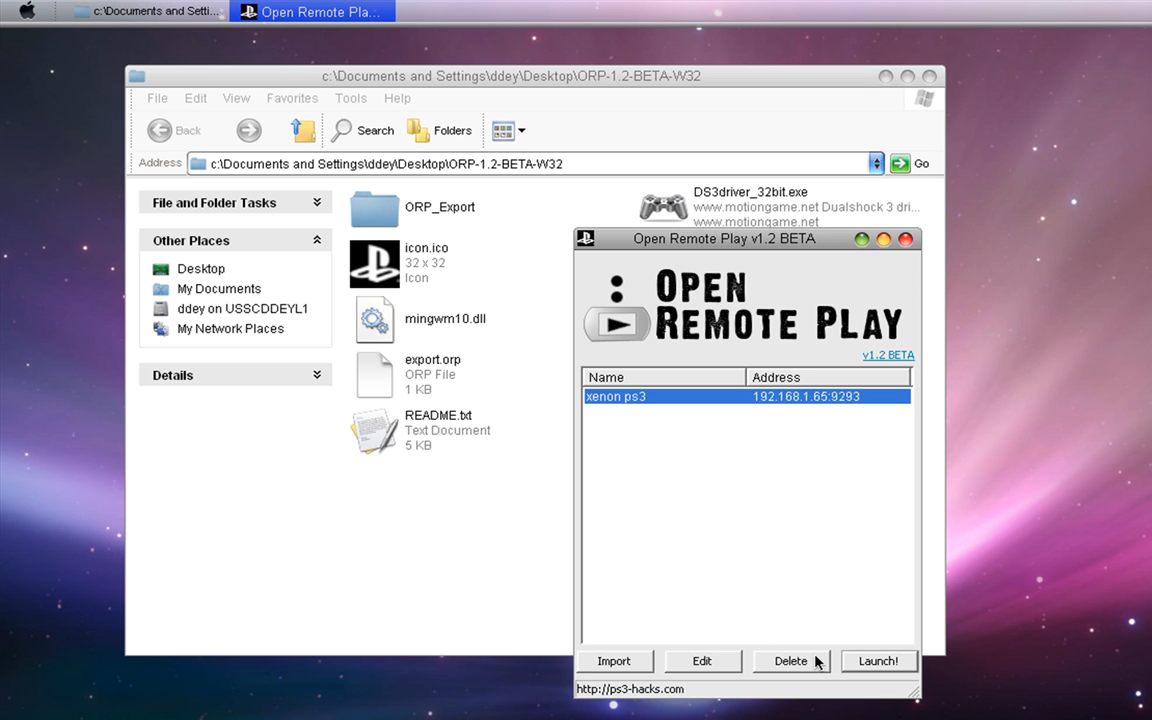 c:\Documents and Setti...
Open Remote Pla...
c:\Documents and Settings\ddey\Desktop\ORP-1.2-BETA-W32
File Edit View Favorites Tools Help
Back Search Folders
Address c:\Documents and Settings\ddey\Desktop\ORP-1.2-BETA-W32 Go
File and Folder Tasks
Other Places
Desktop
My Documents
ddey on USSCDDEYL1
My Network Places
Details
ORP_Export
icon.ico
32 x 32
Icon
mingwm10.dll
export.orp
ORP File
1 KB
README.txt
Text Document
5 KB
DS3driver_32bit.exe
www.motiongame.net Dualshock 3 dri...
www.motiongame.net
Open Remote Play v1.2 BETA
OPEN
REMOTE PLAY
v1.2 BETA
Name Address
xenon ps3 192.168.1.65:9293
Import Edit Delete Launch!
http://ps3-hacks.com